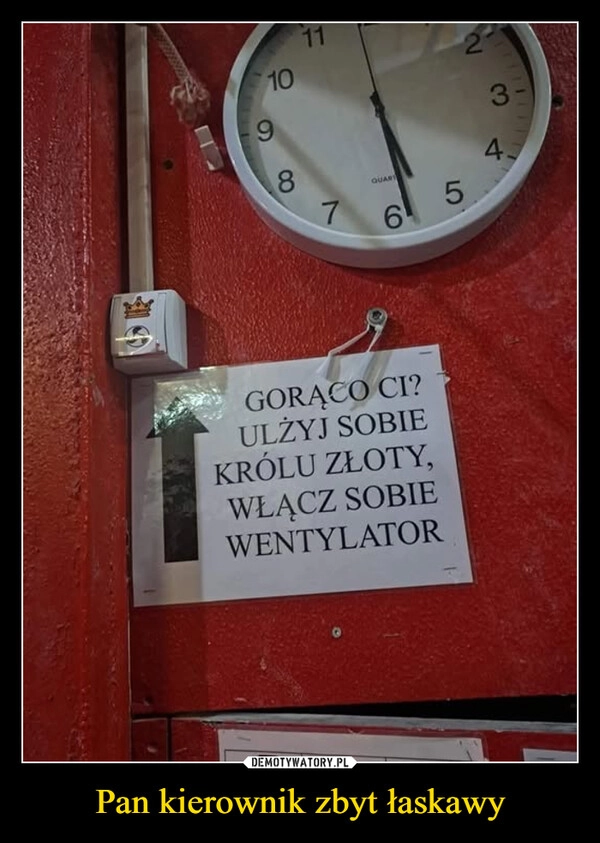 11
2
10
3
9
4
8
QUART
5
7
6
GORĄCO CI?
ULŻYJ SOBIE
KRÓLU ZŁOTY,
WŁĄCZ SOBIE
WENTYLATOR
DEMOTYWATORY.PL
Pan kierownik zbyt łaskawy